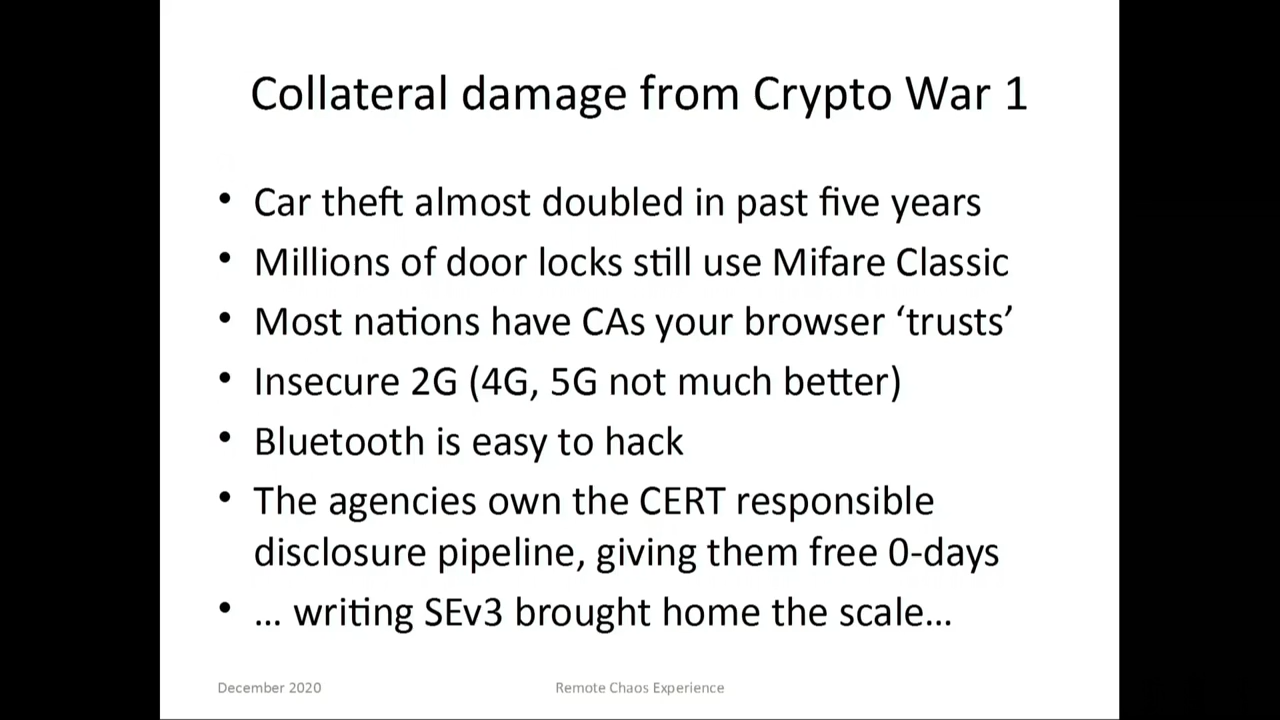 Collateral damage from Crypto War 1
• Car theft almost doubled in past five years
• Millions of door locks still use Mifare Classic
• Most nations have CAs your browser ‘trusts’
• Insecure 2G (4G, 5G not much better)
• Bluetooth is easy to hack
• The agencies own the CERT responsible
disclosure pipeline, giving them free 0-days
• … writing SEv3 brought home the scale…
December 2020
Remote Chaos Experience